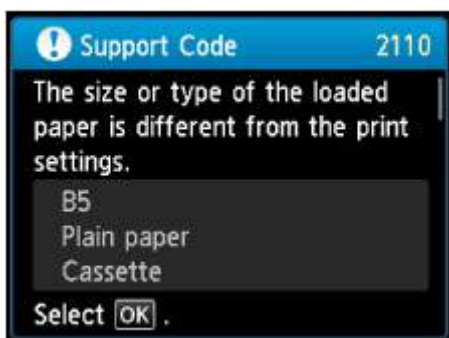 Support Code 2110
The size or type of the loaded
paper is different from the print
settings.
B5
Plain paper
Cassette
Select OK .